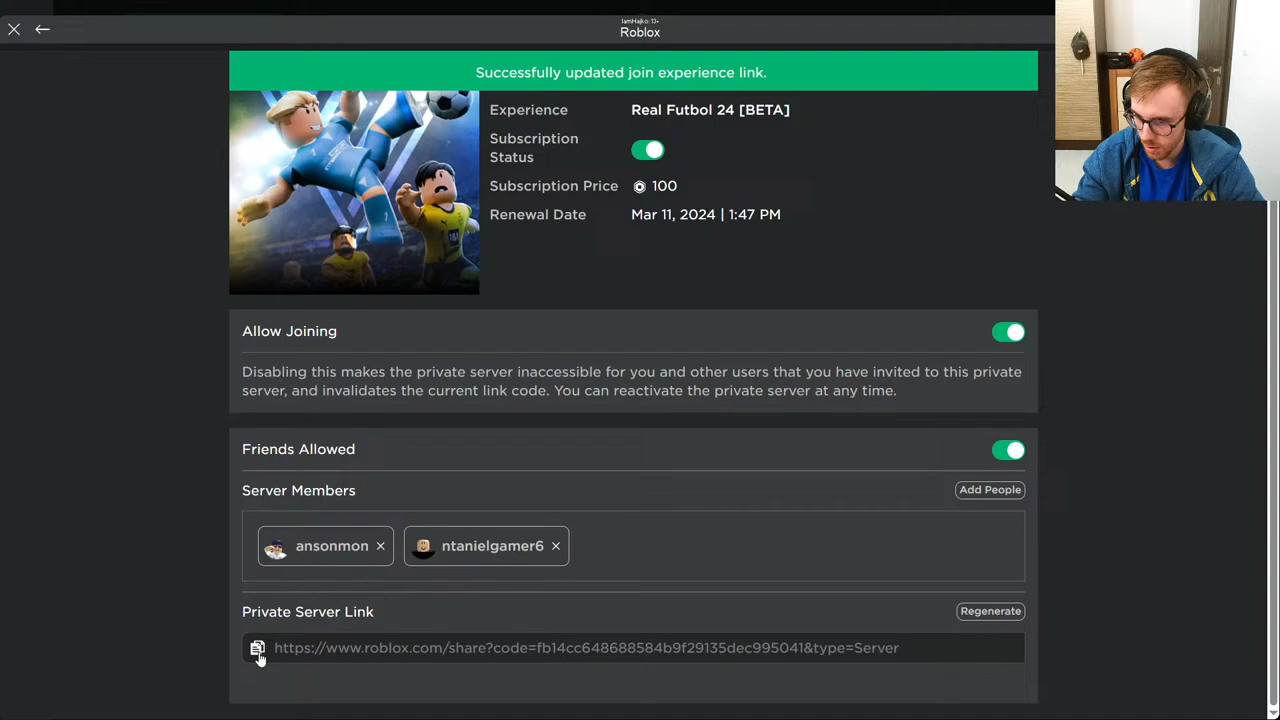 IamHajko: 13+
Roblox
Successfully updated join experience link.
Experience
Real Futbol 24 [BETA]
Subscription
Status
Subscription Price
100
Renewal Date
Mar 11, 2024 | 1:47 PM
Allow Joining
Disabling this makes the private server inaccessible for you and other users that you have invited to this private
server, and invalidates the current link code. You can reactivate the private server at any time.
Friends Allowed
Server Members
Add People
ansonmon
ntanielgamer6
Private Server Link
Regenerate
https://www.roblox.com/share?code=fb14cc648688584b9f29135dec995041&type=Server